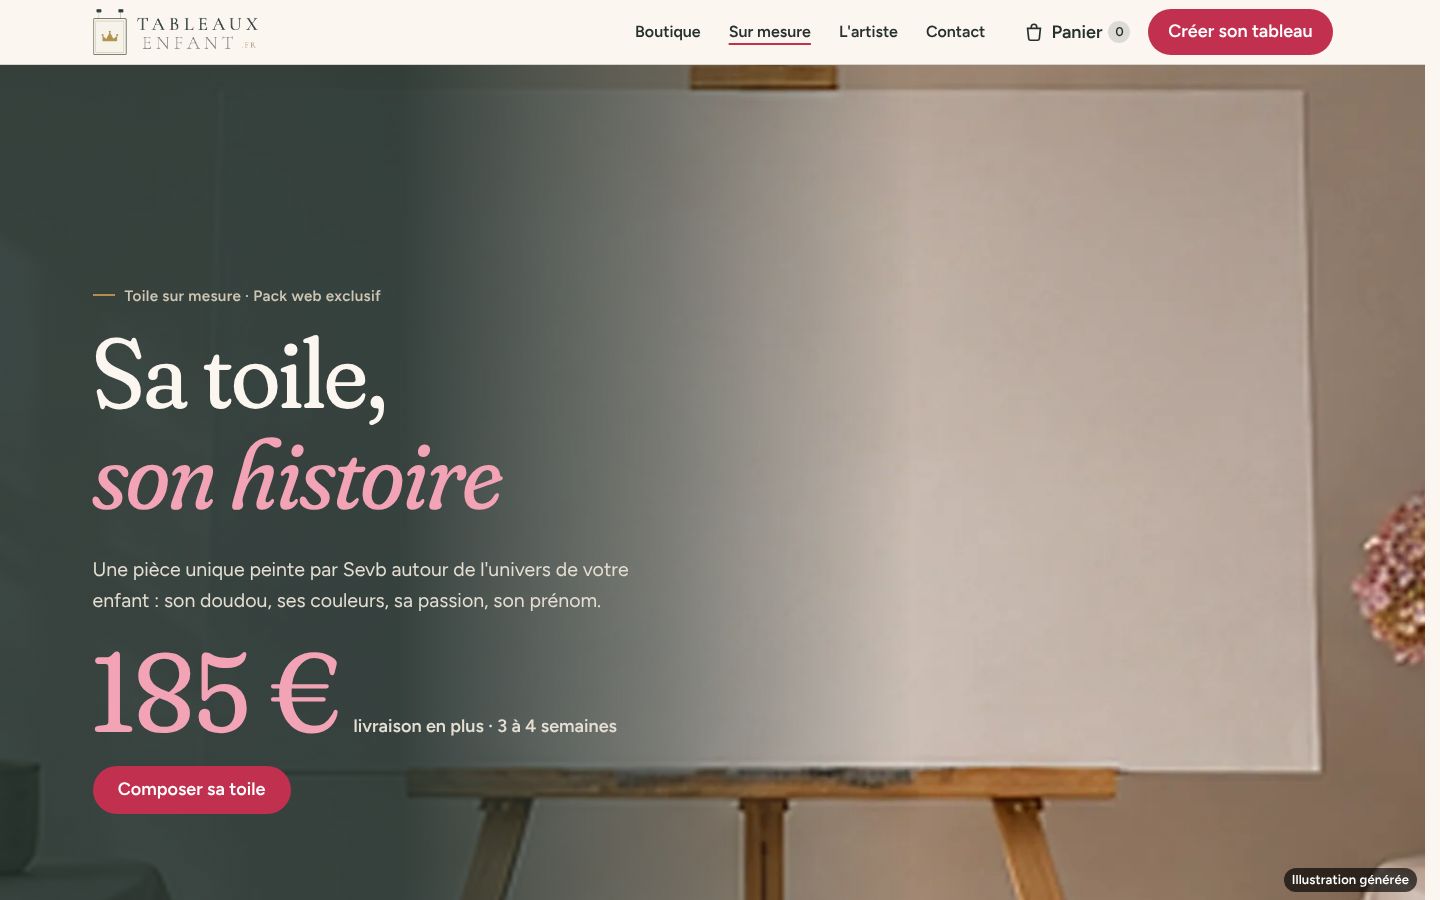 TABLEAUX
ENFANT .FR
Boutique
Sur mesure
L'artiste
Contact
Panier 0
Créer son tableau
Toile sur mesure · Pack web exclusif
Sa toile,
son histoire
Une pièce unique peinte par Sevb autour de l'univers de votre
enfant : son doudou, ses couleurs, sa passion, son prénom.
185 € livraison en plus · 3 à 4 semaines
Composer sa toile
Illustration générée